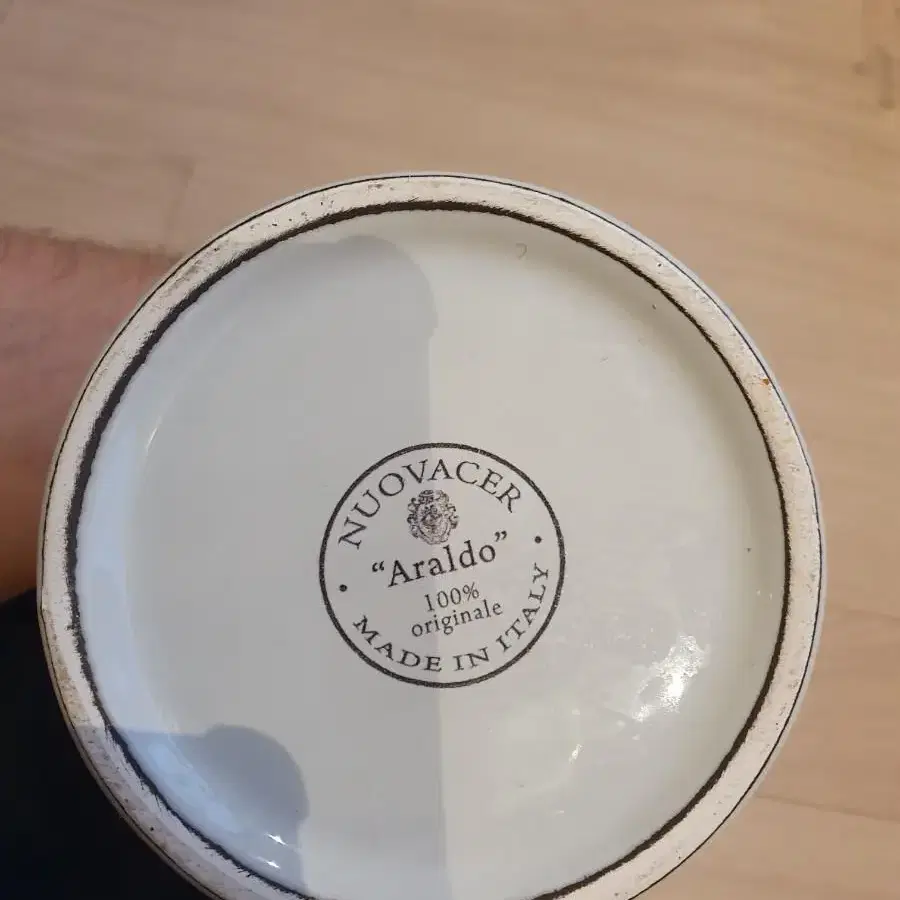 NUOVACER
“Araldo”
100%
originale
MADE IN ITALY